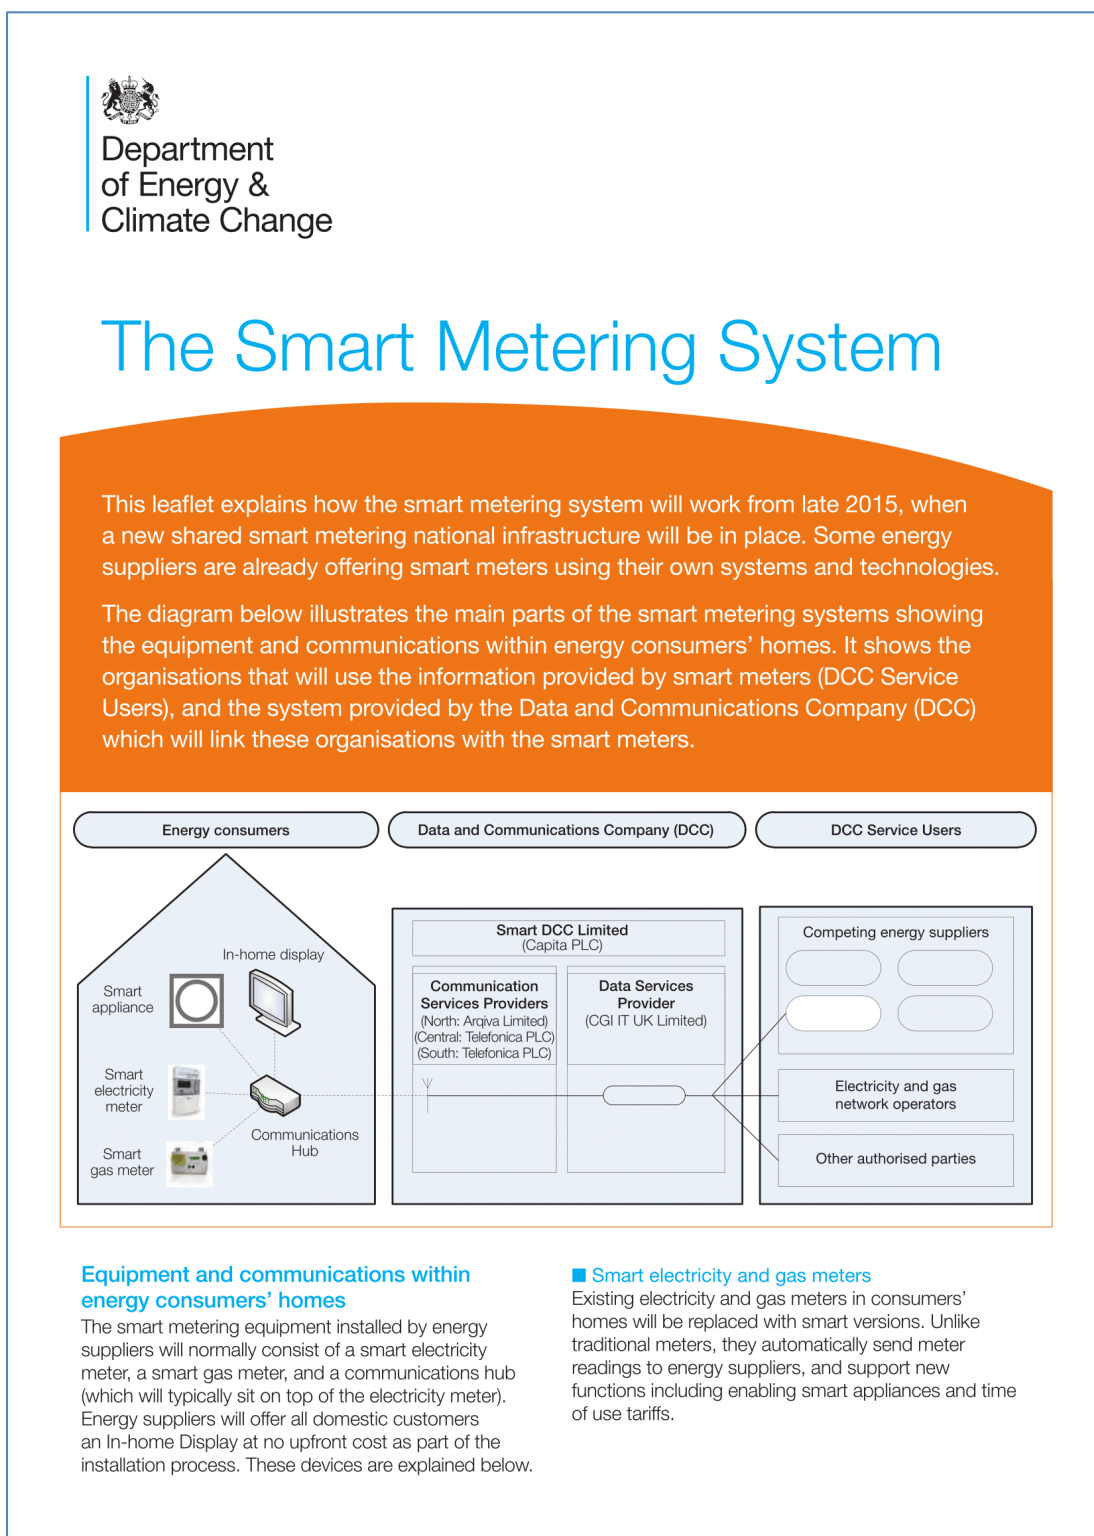 Department
of Energy &
Climate Change
The Smart Metering System
This leaflet explains how the smart metering system will work from late 2015, when
a new shared smart metering national infrastructure will be in place. Some energy
suppliers are already offering smart meters using their own systems and technologies.
The diagram below illustrates the main parts of the smart metering systems showing
the equipment and communications within energy consumers’ homes. It shows the
organisations that will use the information provided by smart meters (DCC Service
Users), and the system provided by the Data and Communications Company (DCC)
which will link these organisations with the smart meters.
Energy consumers
In-home display
Smart
appliance
Smart
electricity
meter
Communications
Hub
Smart
gas meter
Data and Communications Company (DCC)
Smart DCC Limited
(Capita PLC)
Communication
Services Providers
(North: Arqiva Limited)
(Central: Telefonica PLC)
(South: Telefonica PLC)
Data Services
Provider
(CGI IT UK Limited)
DCC Service Users
Competing energy suppliers
Electricity and gas
network operators
Other authorised parties
Equipment and communications within
energy consumers’ homes
The smart metering equipment installed by energy
suppliers will normally consist of a smart electricity
meter, a smart gas meter, and a communications hub
(which will typically sit on top of the electricity meter).
Energy suppliers will offer all domestic customers
an In-home Display at no upfront cost as part of the
installation process. These devices are explained below.
Smart electricity and gas meters
Existing electricity and gas meters in consumers’
homes will be replaced with smart versions. Unlike
traditional meters, they automatically send meter
readings to energy suppliers, and support new
functions including enabling smart appliances and time
of use tariffs.